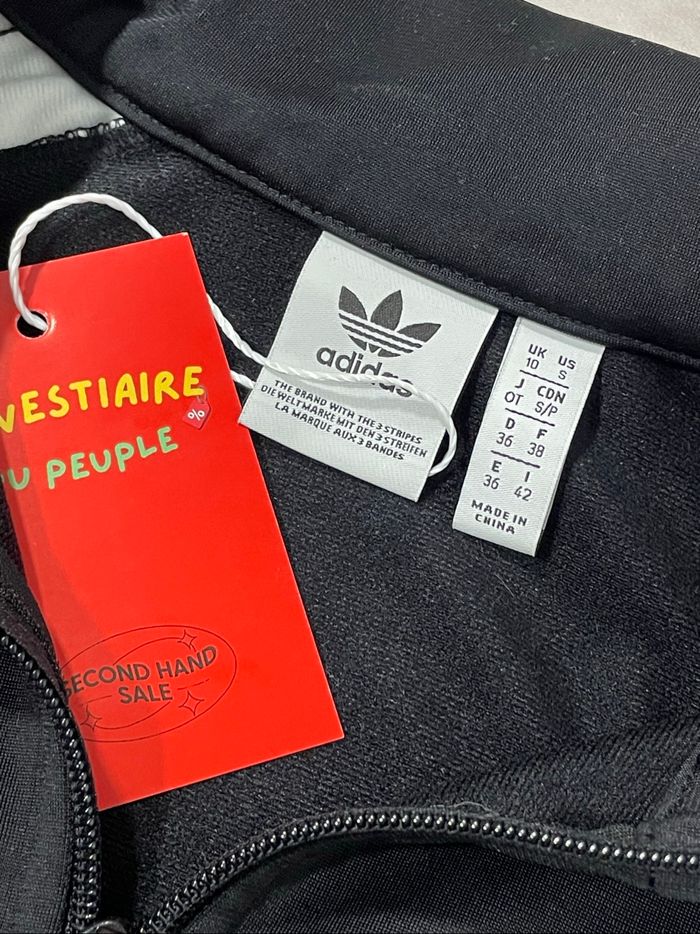 VESTIAIRE
%
U PEUPLE
SECOND HAND
SALE
adidas
THE BRAND WITH THE 3 STRIPES
DIE WELTMARKE MIT DEN 3 STREIFEN
LA MARQUE AUX 3 BANDES
UK US
10 S
J CDN
OT S/P
D F
36 38
E I
36 42
MADE IN
CHINA